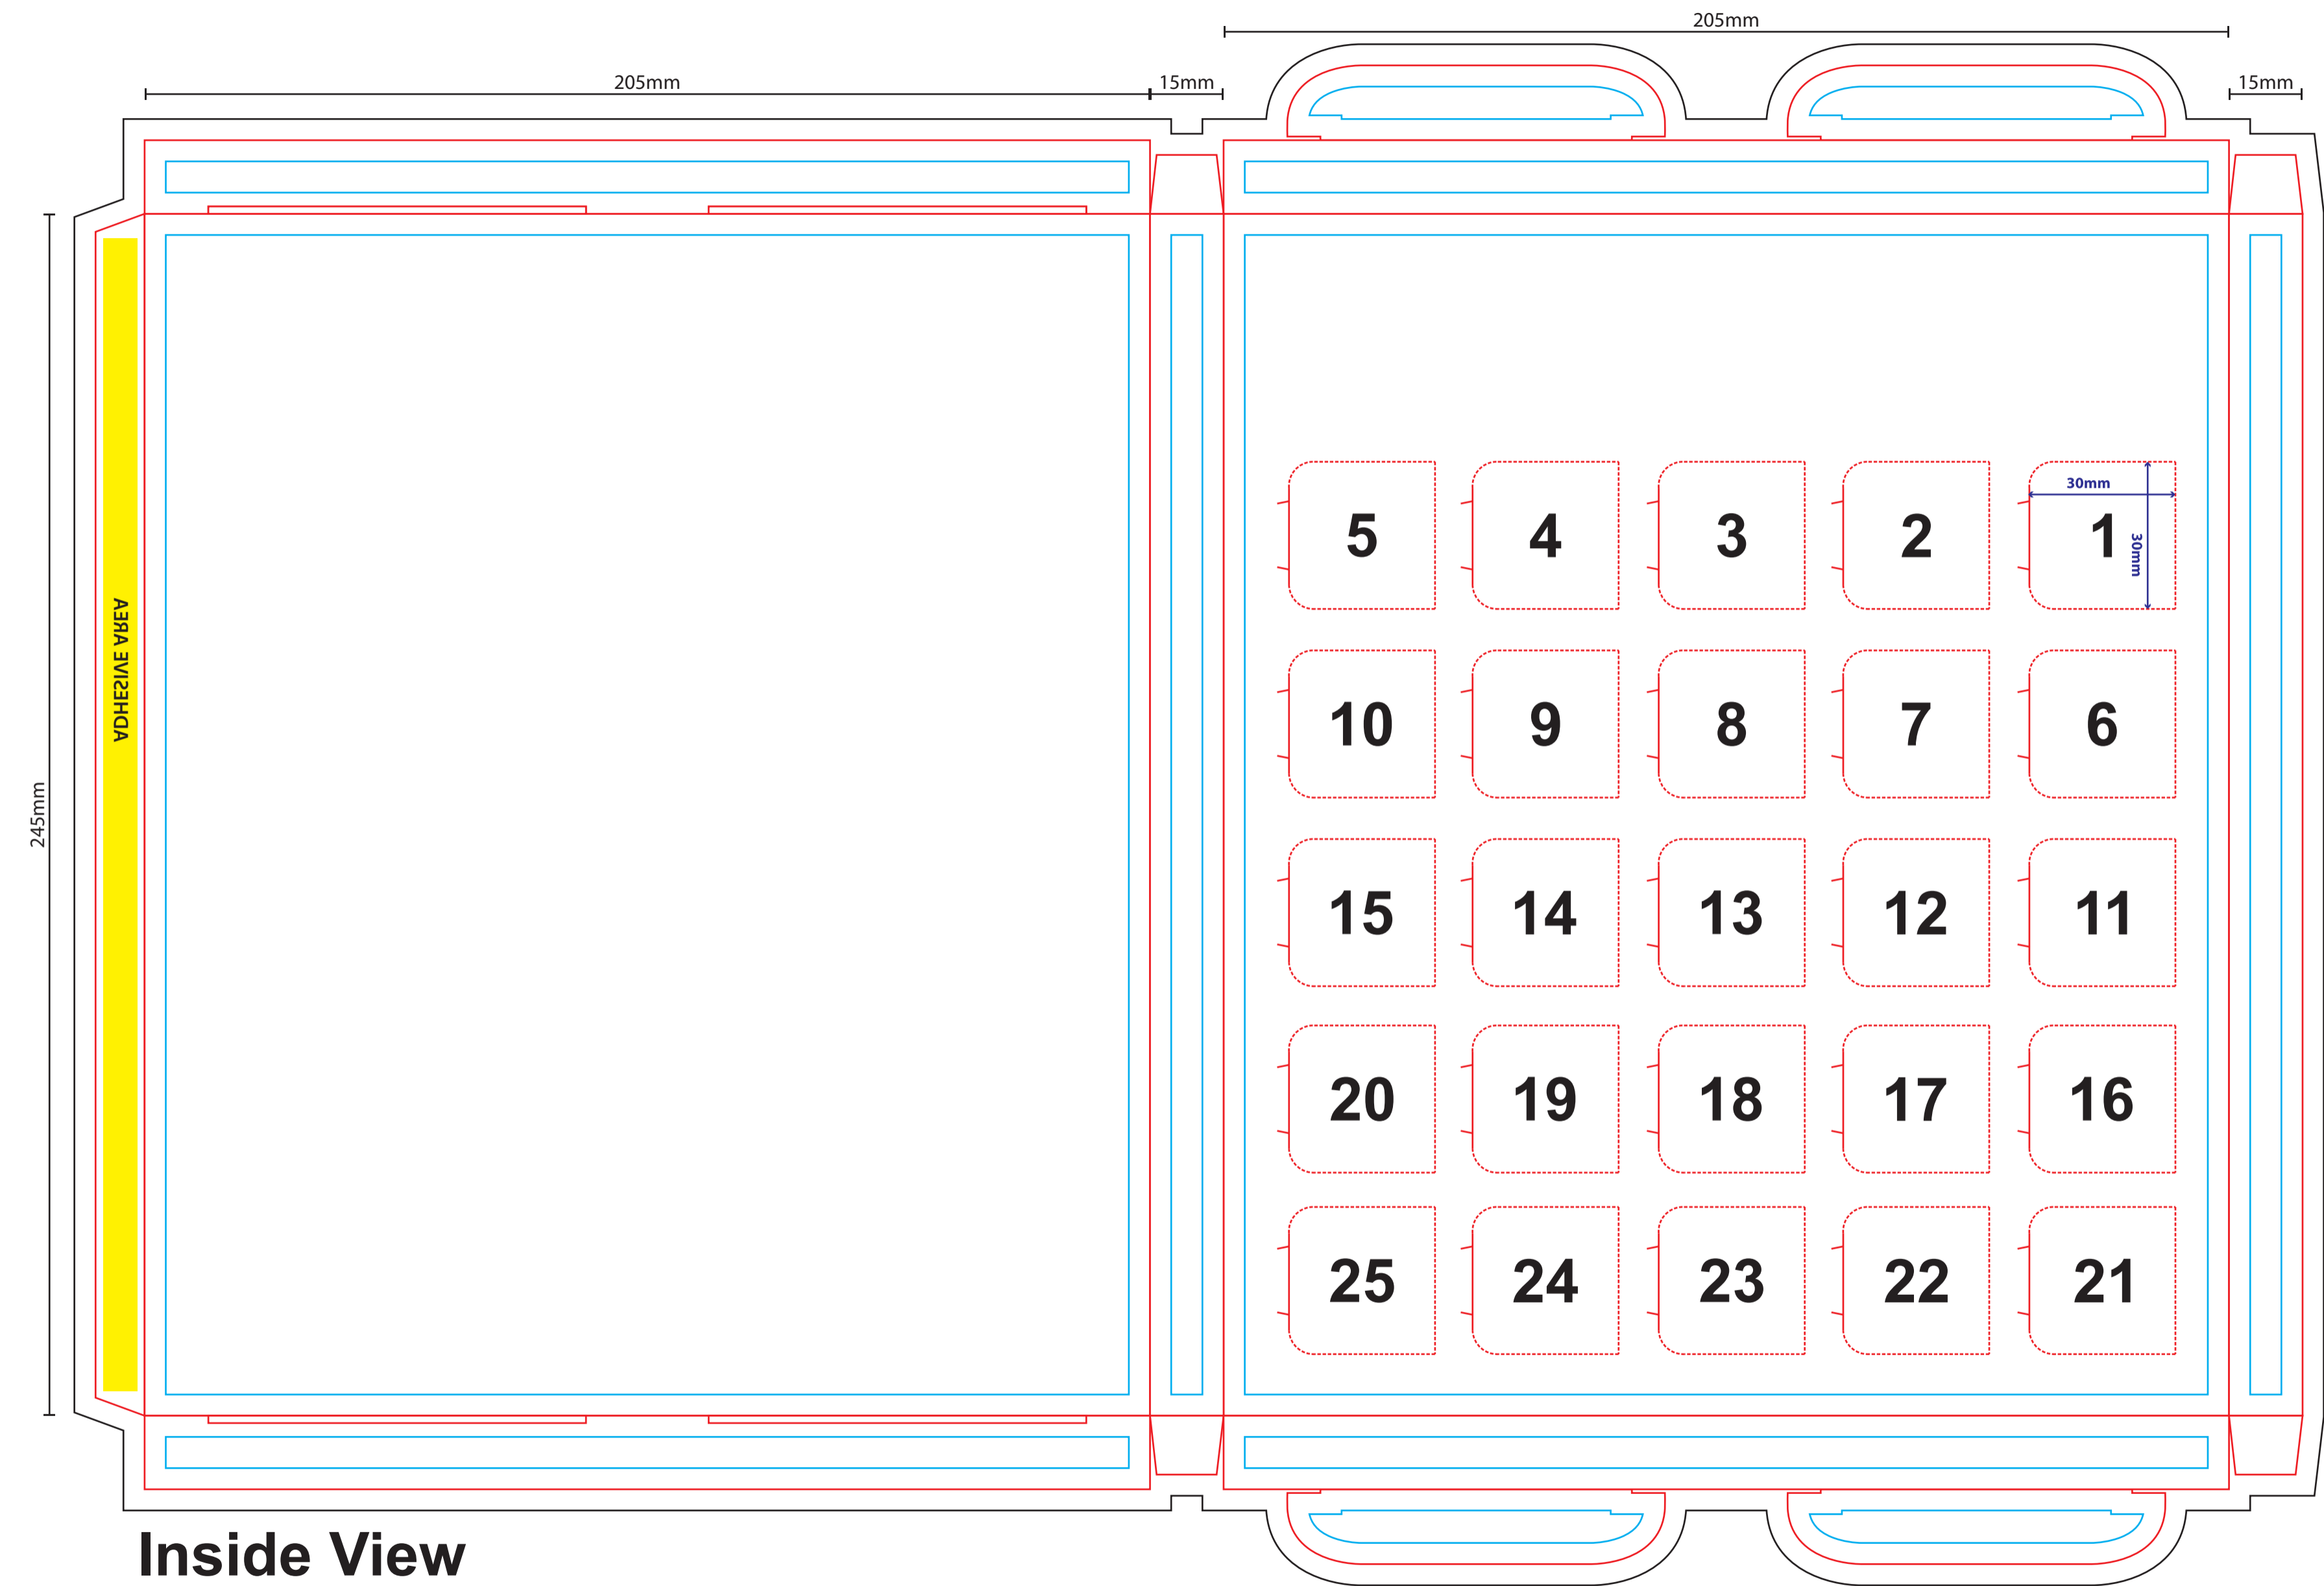 205mm
205mm
15mm
15mm
245mm
ADHESIVE AREA
5 4 3 2 1
30mm
30mm
10 9 8 7 6
15 14 13 12 11
20 19 18 17 16
25 24 23 22 21
Inside View